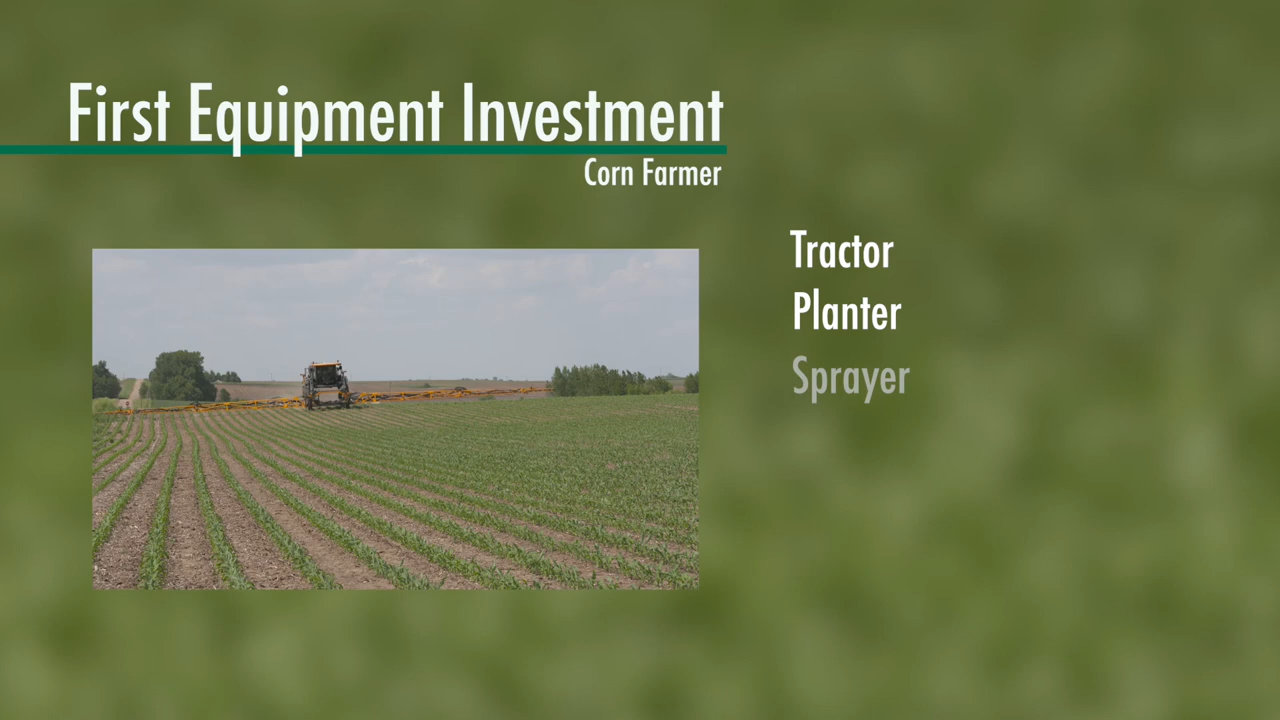 First Equipment Investment
Corn Farmer
Tractor
Planter
Sprayer